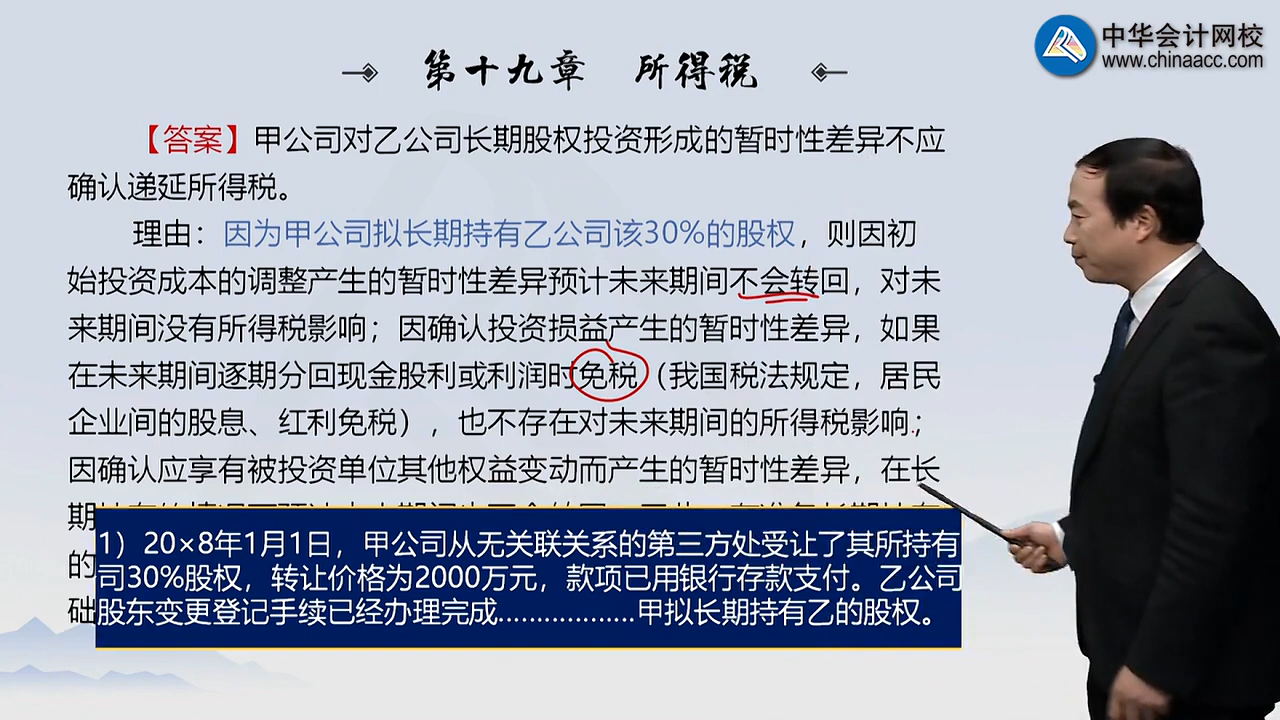 中华会计网校
www.chinaacc.com
第十九章 所得税
【答案】甲公司对乙公司长期股权投资形成的暂时性差异不应
确认递延所得税。
理由：因为甲公司拟长期持有乙公司该30%的股权，则因初
始投资成本的调整产生的暂时性差异预计未来期间不会转回，对未
来期间没有所得税影响；因确认投资损益产生的暂时性差异，如果
在未来期间逐期分回现金股利或利润时免税（我国税法规定，居民
企业间的股息、红利免税），也不存在对未来期间的所得税影响；
因确认应享有被投资单位其他权益变动而产生的暂时性差异，在长
期
的
础
1）20×8年1月1日，甲公司从无关联关系的第三方处受让了其所持有
司30%股权，转让价格为2000万元，款项已用银行存款支付。乙公司
股东变更登记手续已经办理完成………………甲拟长期持有乙的股权。